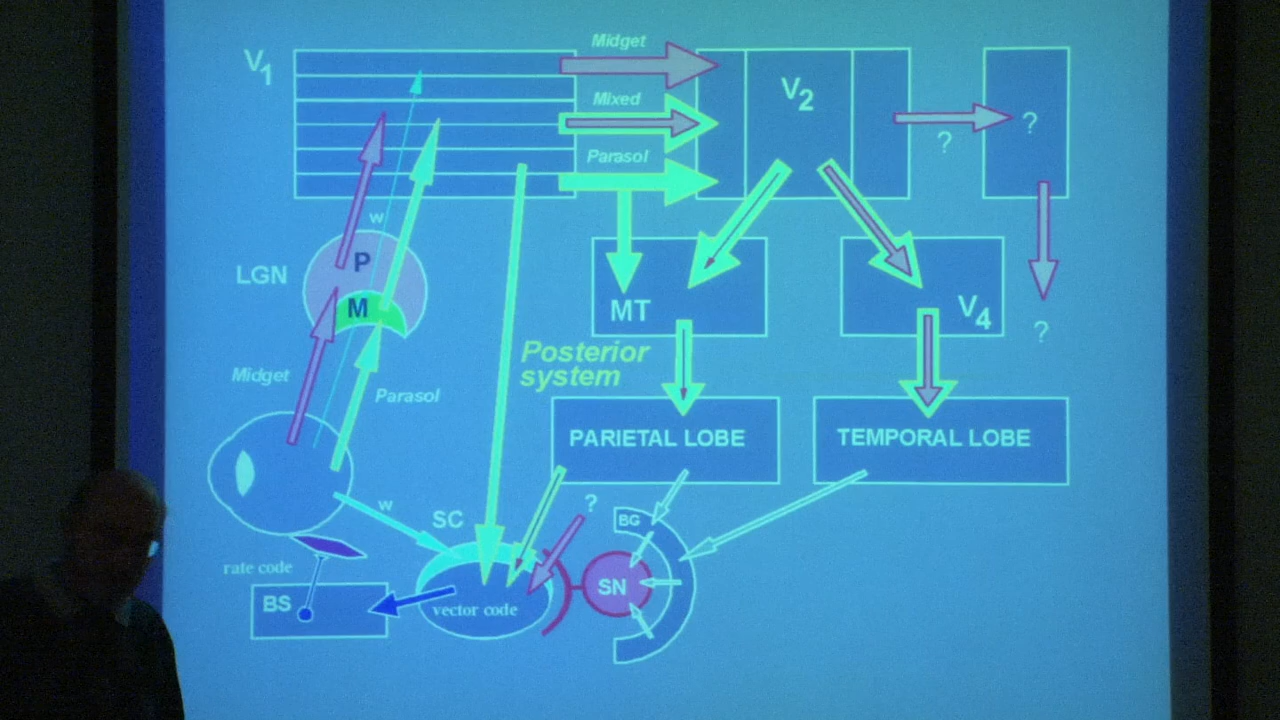 Midget
V1
Mixed
V2
?
?
Parasol
w
P
LGN
M
MT
V4
?
Posterior
system
Midget
Parasol
PARIETAL LOBE
TEMPORAL LOBE
w
SC
?
BG
rate code
BS
vector code
SN